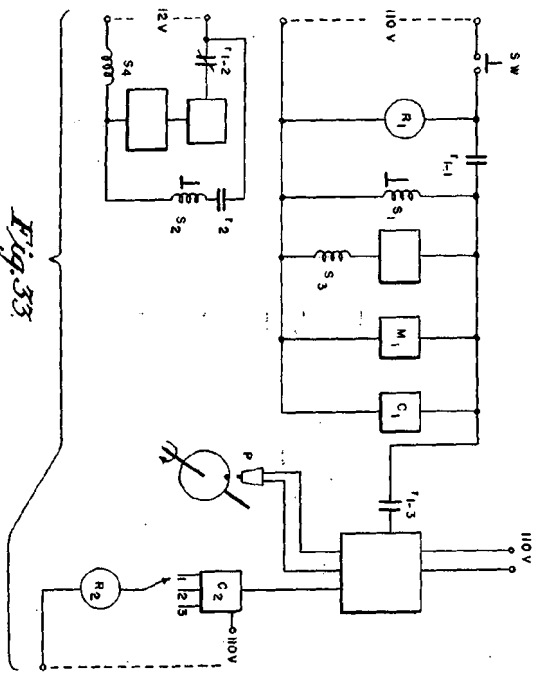 SW
110V
R1
r1-1
S1
S3
M1
C1
r1-3
110V
12V
r1-2
S4
S2
r2
P
C2
1 2 3
110V
R2
Fig.33.